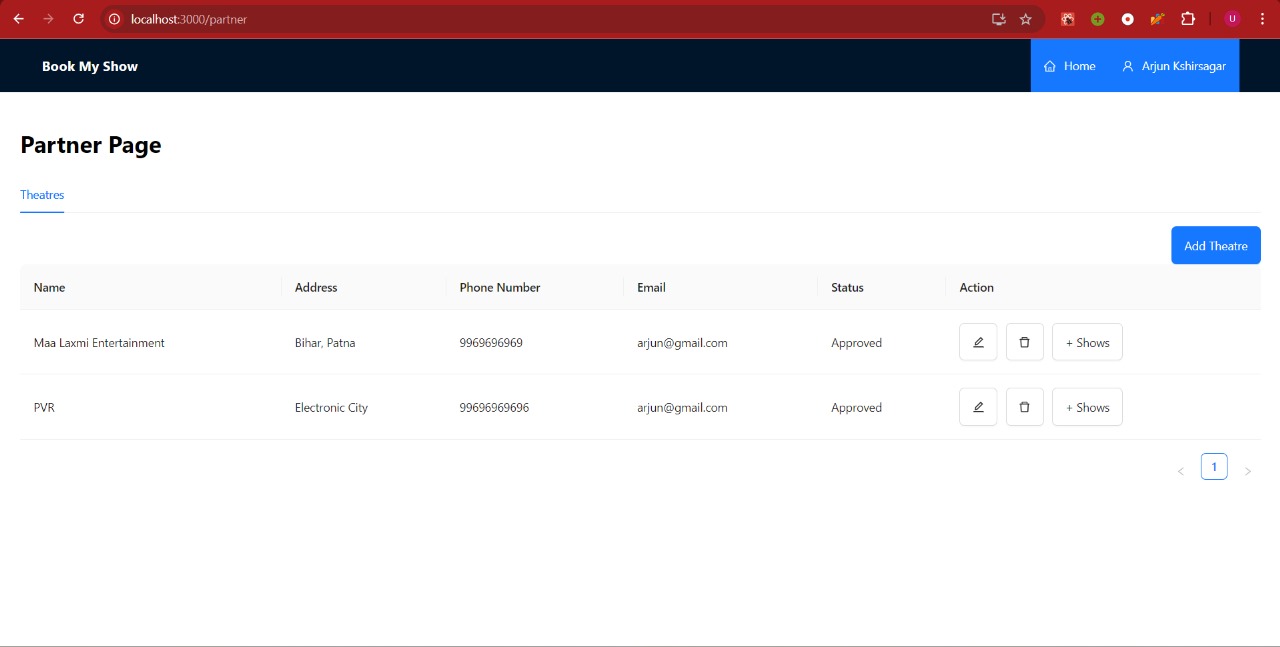 localhost:3000/partner
U
Book My Show
Home
Arjun Kshirsagar
Partner Page
Theatres
Add Theatre
Name Address Phone Number Email Status Action
Maa Laxmi Entertainment Bihar, Patna 9969696969 arjun@gmail.com Approved + Shows
PVR Electronic City 99696969696 arjun@gmail.com Approved + Shows
< 1 >